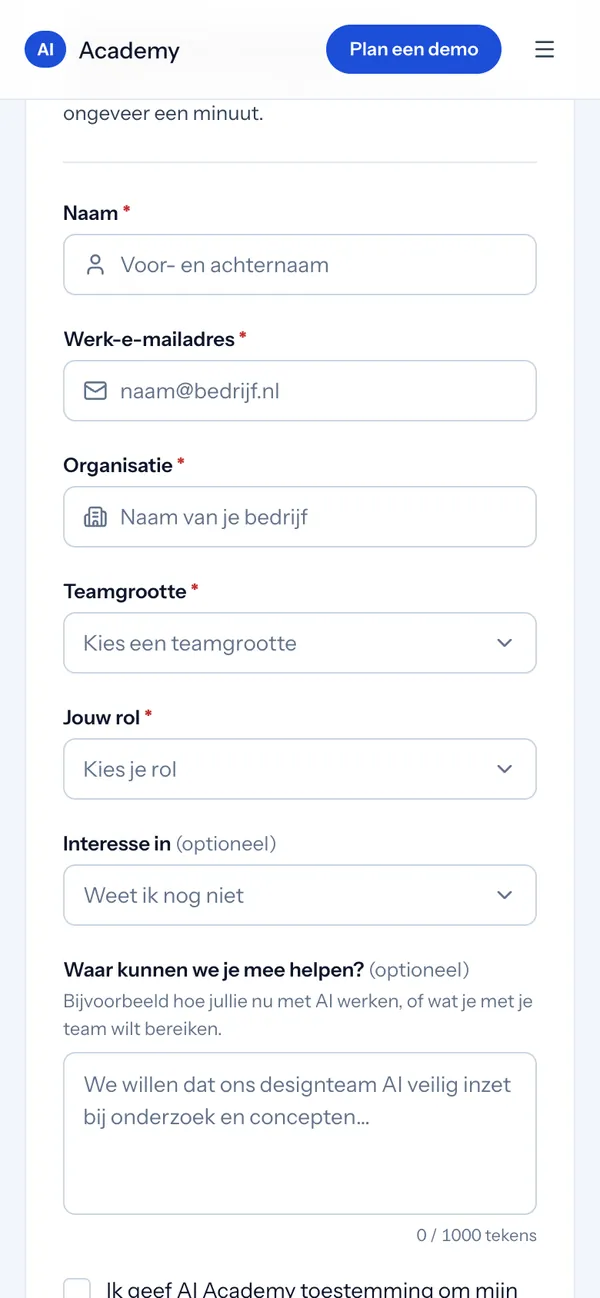 AI Academy Plan een demo
ongeveer een minuut.
Naam *
Voor- en achternaam
Werk-e-mailadres *
naam@bedrijf.nl
Organisatie *
Naam van je bedrijf
Teamgrootte *
Kies een teamgrootte
Jouw rol *
Kies je rol
Interesse in (optioneel)
Weet ik nog niet
Waar kunnen we je mee helpen? (optioneel)
Bijvoorbeeld hoe jullie nu met AI werken, of wat je met je
team wilt bereiken.
We willen dat ons designteam AI veilig inzet
bij onderzoek en concepten...
0 / 1000 tekens
Ik geef AI Academy toestemming om mijn